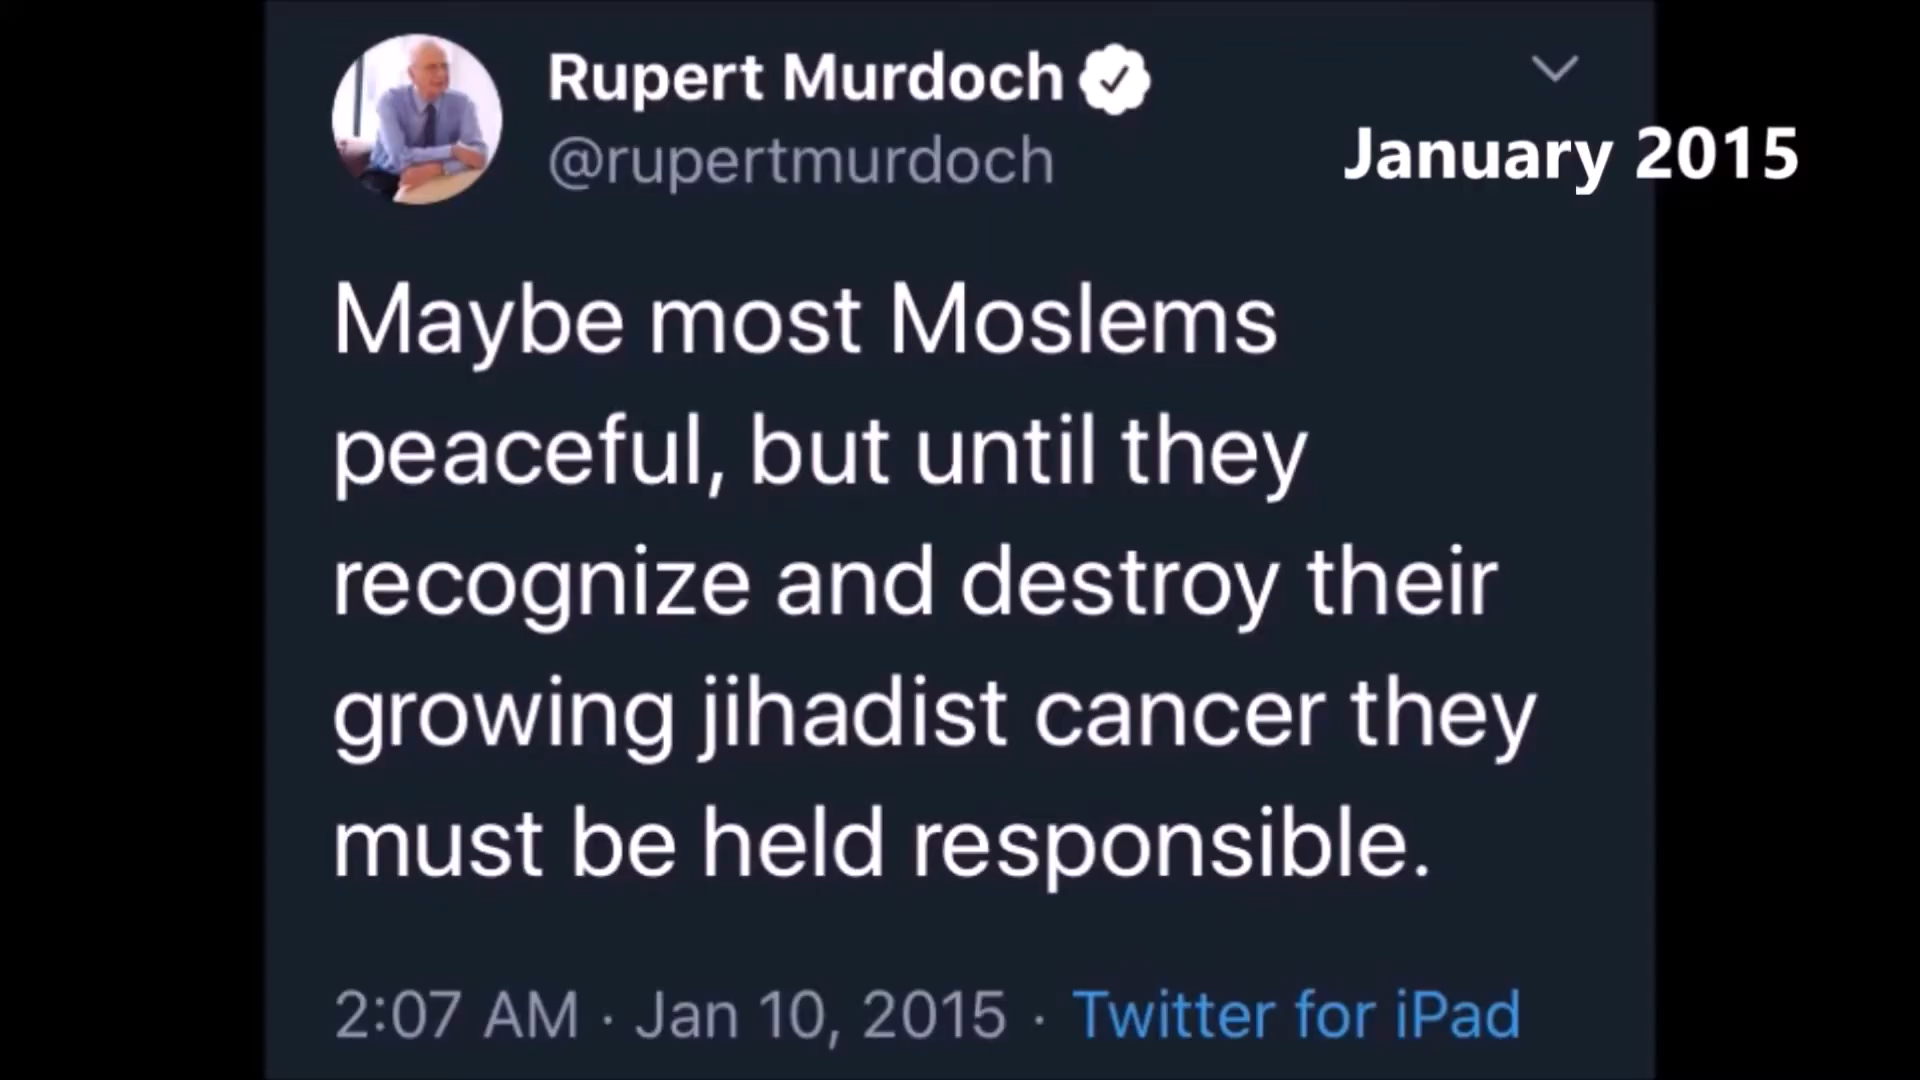 Rupert Murdoch
@rupertmurdoch
January 2015
Maybe most Moslems
peaceful, but until they
recognize and destroy their
growing jihadist cancer they
must be held responsible.
2:07 AM · Jan 10, 2015 · Twitter for iPad